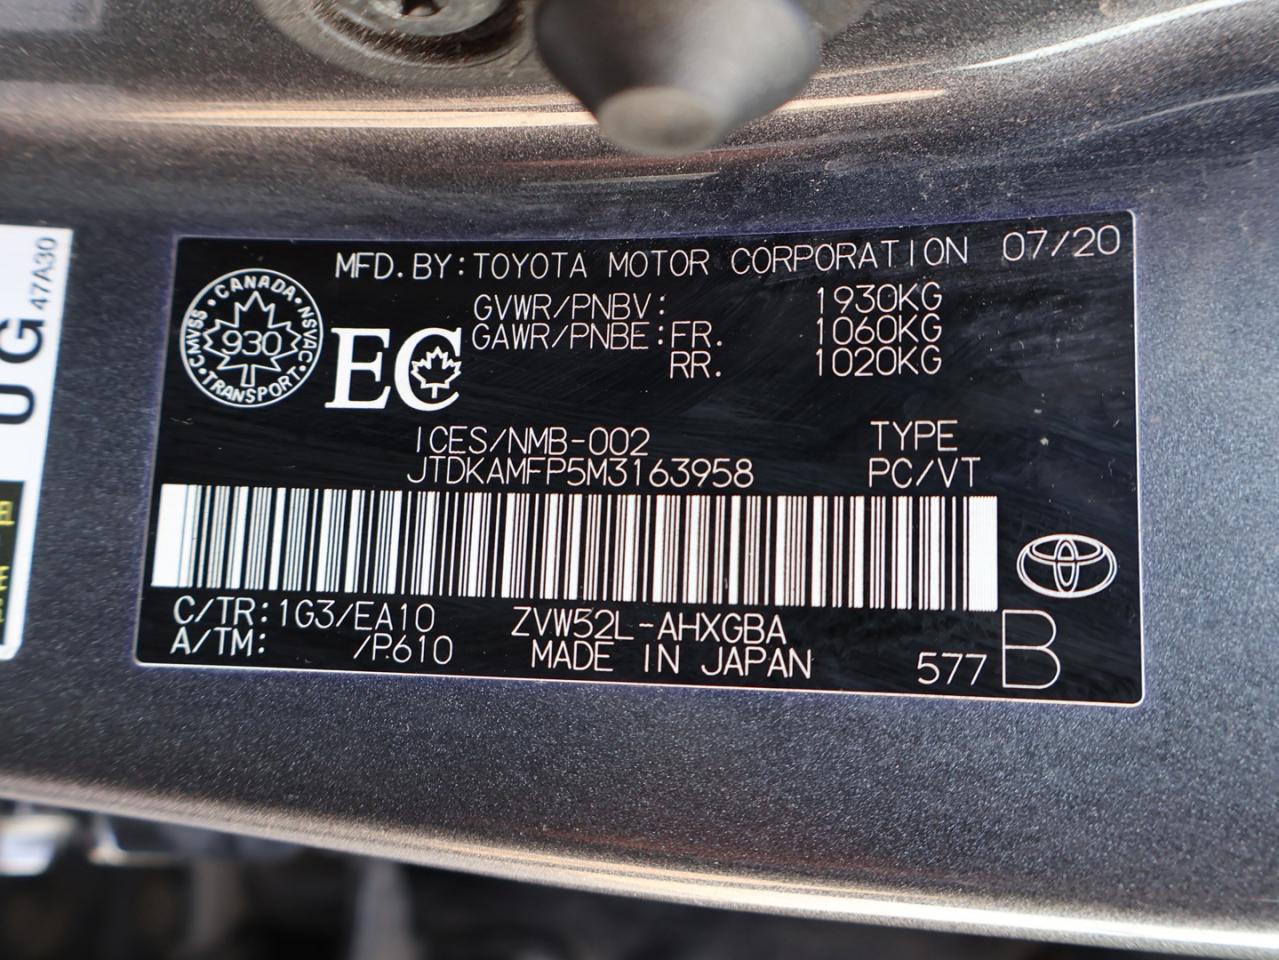 47A30
UG
MFD. BY: TOYOTA MOTOR CORPORATION 07/20
GVWR/PNBV: 1930KG
GAWR/PNBE: FR. 1060KG
RR. 1020KG
CANADA
CMVSS 930 NSVAC
TRANSPORT
EC
ICES/NMB-002 TYPE
JTDKAMFP5M3163958 PC/VT
C/TR: 1G3/EA10 ZVW52L-AHXGBA
A/TM: /P610 MADE IN JAPAN 577 B